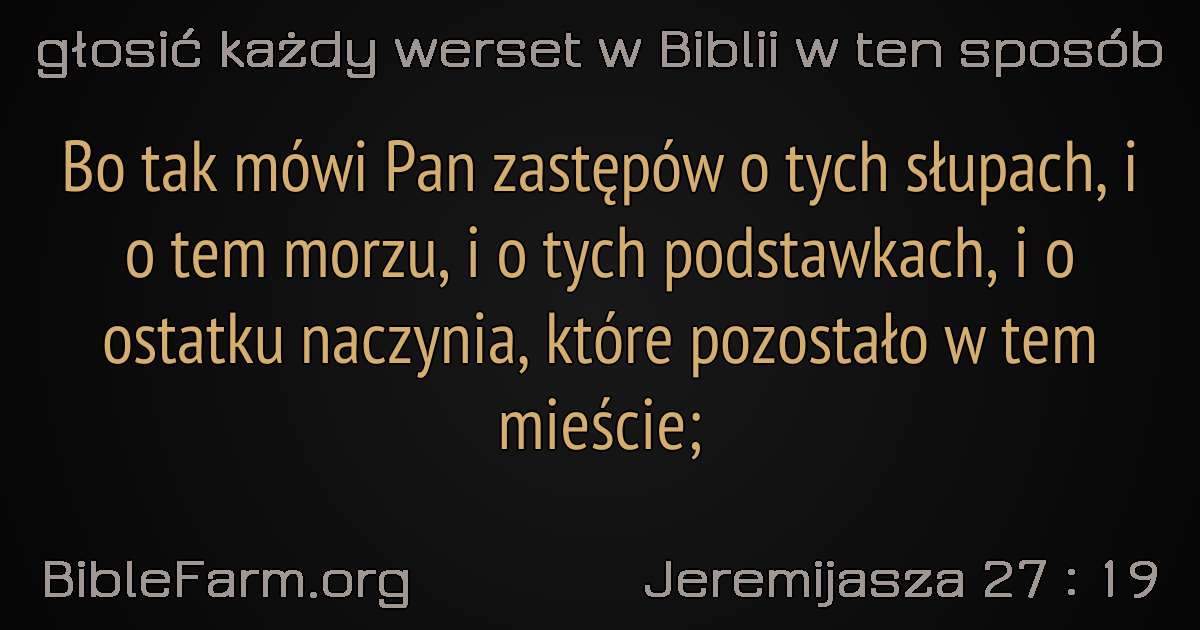 głosić każdy werset w Biblii w ten sposób
Bo tak mówi Pan zastępów o tych słupach, i
o tem morzu, i o tych podstawkach, i o
ostatku naczynia, które pozostało w tem
mieście;
BibleFarm.org
Jeremijasza 27 : 19